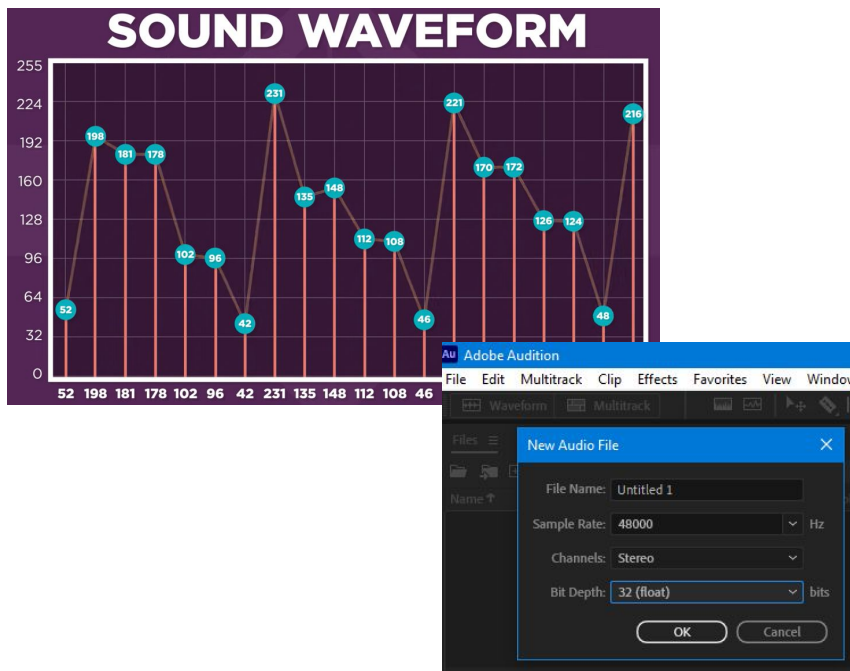 SOUND WAVEFORM
255
224
192
160
128
96
64
32
0
52
198
181
178
102
96
42
231
135
148
112
108
46
221
170
172
126
124
48
216
52 198 181 178 102 96 42 231 135 148 112 108 46
Au Adobe Audition
File Edit Multitrack Clip Effects Favorites View Window
Waveform Multitrack
Files
Name
New Audio File
File Name: Untitled 1
Sample Rate: 48000 Hz
Channels: Stereo
Bit Depth: 32 (float) bits
OK Cancel